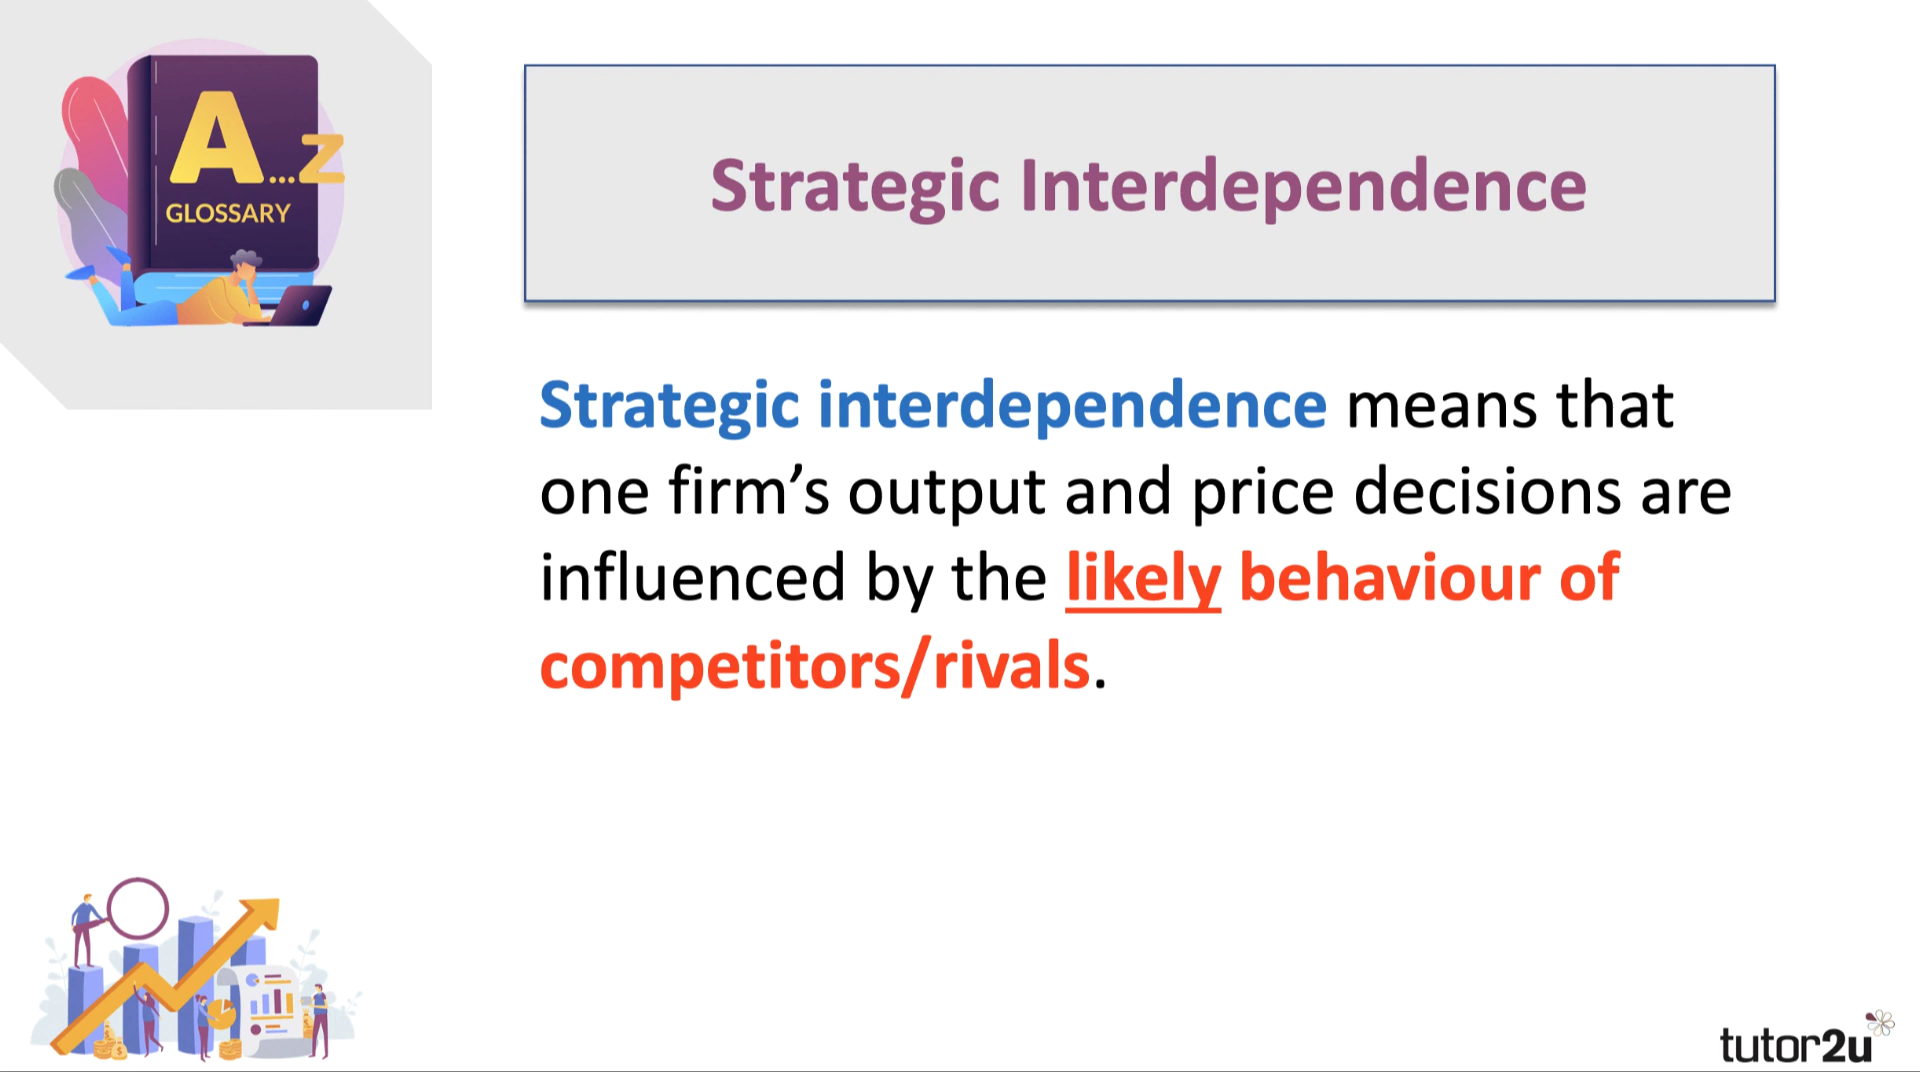 A...Z
GLOSSARY
Strategic Interdependence
Strategic interdependence means that
one firm’s output and price decisions are
influenced by the likely behaviour of
competitors/rivals.
tutor2u